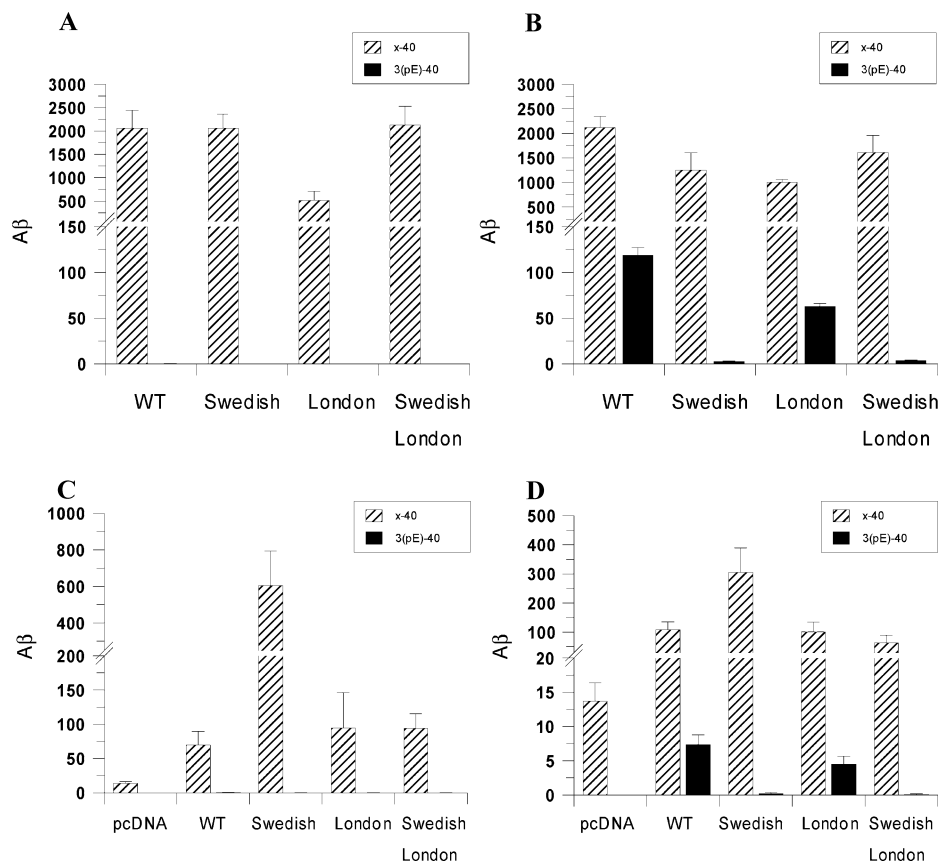 A
x-40
3(pE)-40
3000
2500
2000
1500
1000
500
150
100
50
0
Aβ
WT Swedish London Swedish
London
B
x-40
3(pE)-40
3000
2500
2000
1500
1000
500
150
100
50
0
Aβ
WT Swedish London Swedish
London
C
x-40
3(pE)-40
1000
800
600
400
200
150
100
50
0
Aβ
pcDNA WT Swedish London Swedish
London
D
x-40
3(pE)-40
500
400
300
200
100
20
15
10
5
0
Aβ
pcDNA WT Swedish London Swedish
London